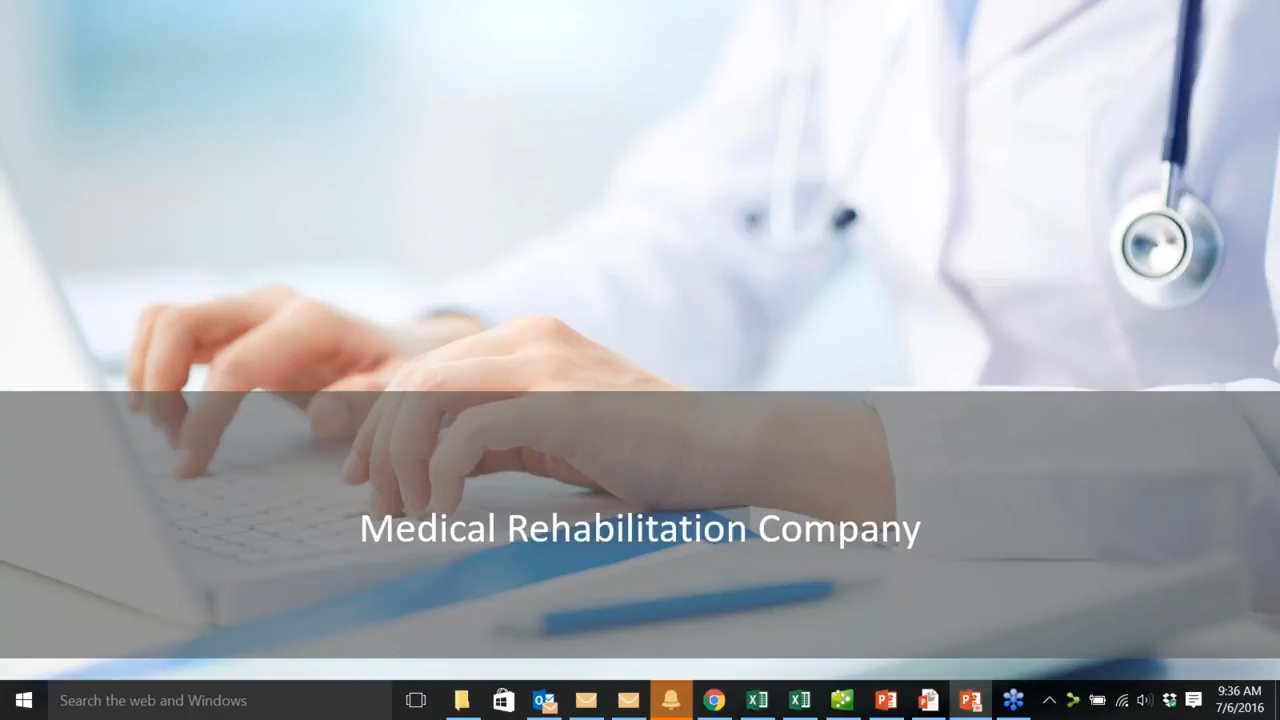 Medical Rehabilitation Company
Search the web and Windows
9:36 AM
7/6/2016